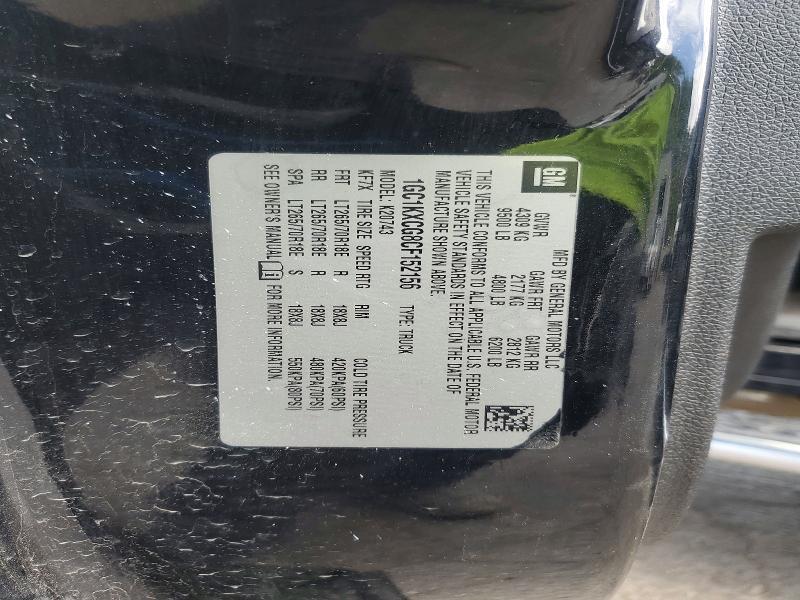 GM
MFD BY GENERAL MOTORS LLC
GVWR GAWR FRT GAWR RR
4309 KG 2177 KG 2812 KG
9500 LB 4800 LB 6200 LB
THIS VEHICLE CONFORMS TO ALL APPLICABLE U.S. FEDERAL MOTOR
VEHICLE SAFETY STANDARDS IN EFFECT ON THE DATE OF
MANUFACTURE SHOWN ABOVE.
1GC1KXCG8CF152156 TYPE: TRUCK
MODEL: K20743
KF7X TIRE SIZE SPEED RTG RIM COLD TIRE PRESSURE
FRT LT265/70R18E R 18X8J 420KPA(60PSI)
RR LT265/70R18E R 18X8J 480KPA(70PSI)
SPA LT265/70R18E S 18X8J 550KPA(80PSI)
SEE OWNER'S MANUAL FOR MORE INFORMATION.